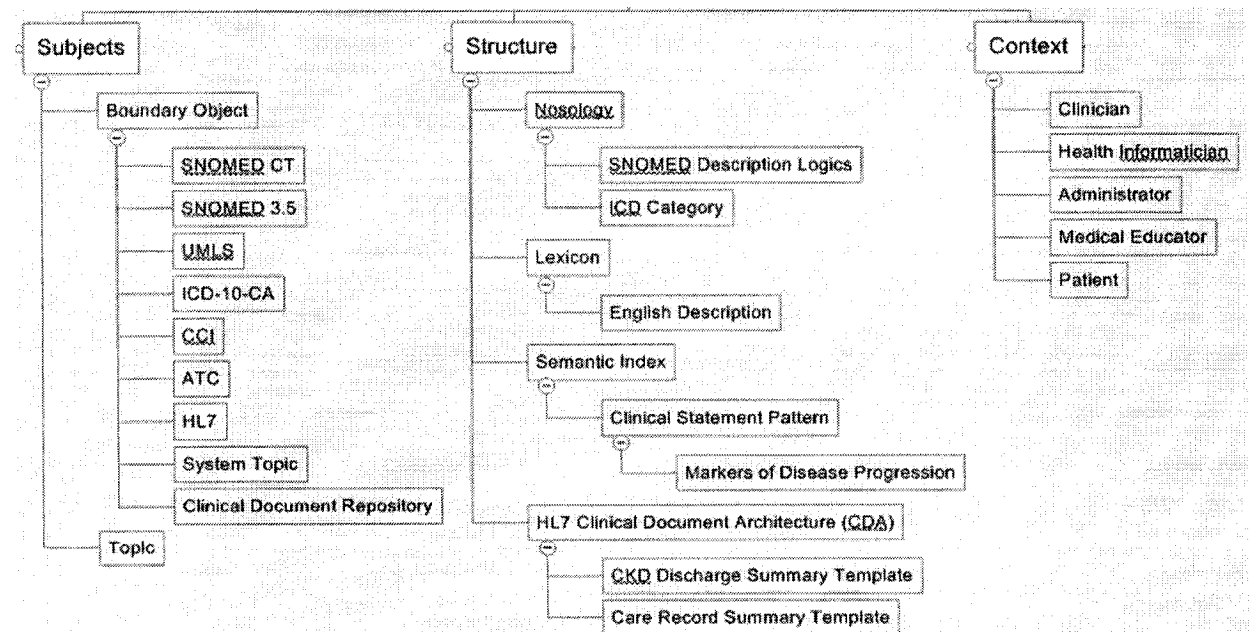 Subjects
Boundary Object
SNOMED CT
SNOMED 3.5
UMLS
ICD-10-CA
CCI
ATC
HL7
System Topic
Clinical Document Repository
Topic
Structure
Nosology
SNOMED Description Logics
ICD Category
Lexicon
English Description
Semantic Index
Clinical Statement Pattern
Markers of Disease Progression
HL7 Clinical Document Architecture (CDA)
CKD Discharge Summary Template
Care Record Summary Template
Context
Clinician
Health Informatician
Administrator
Medical Educator
Patient